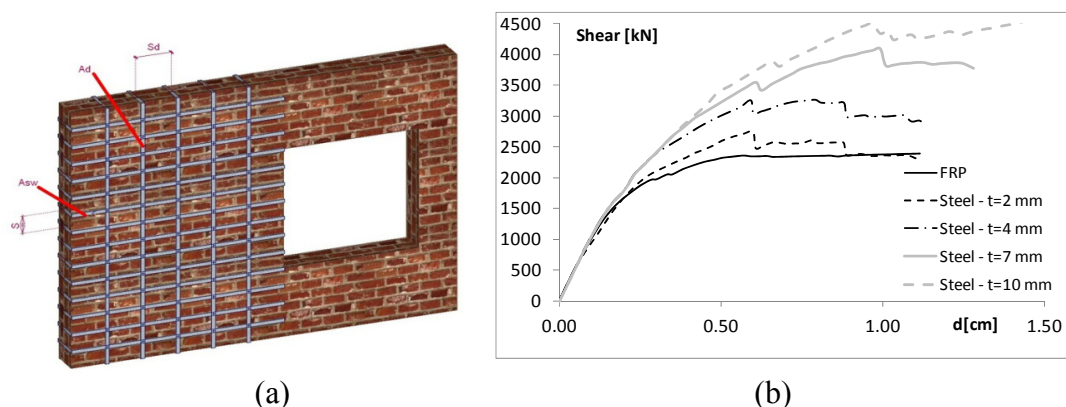 Sd
Ad
Asw
S
(a)
Shear [kN]
4500
4000
3500
3000
2500
2000
1500
1000
500
0
0.00
0.50
1.00
1.50
d[cm]
FRP
Steel - t=2 mm
Steel - t=4 mm
Steel - t=7 mm
Steel - t=10 mm
(b)